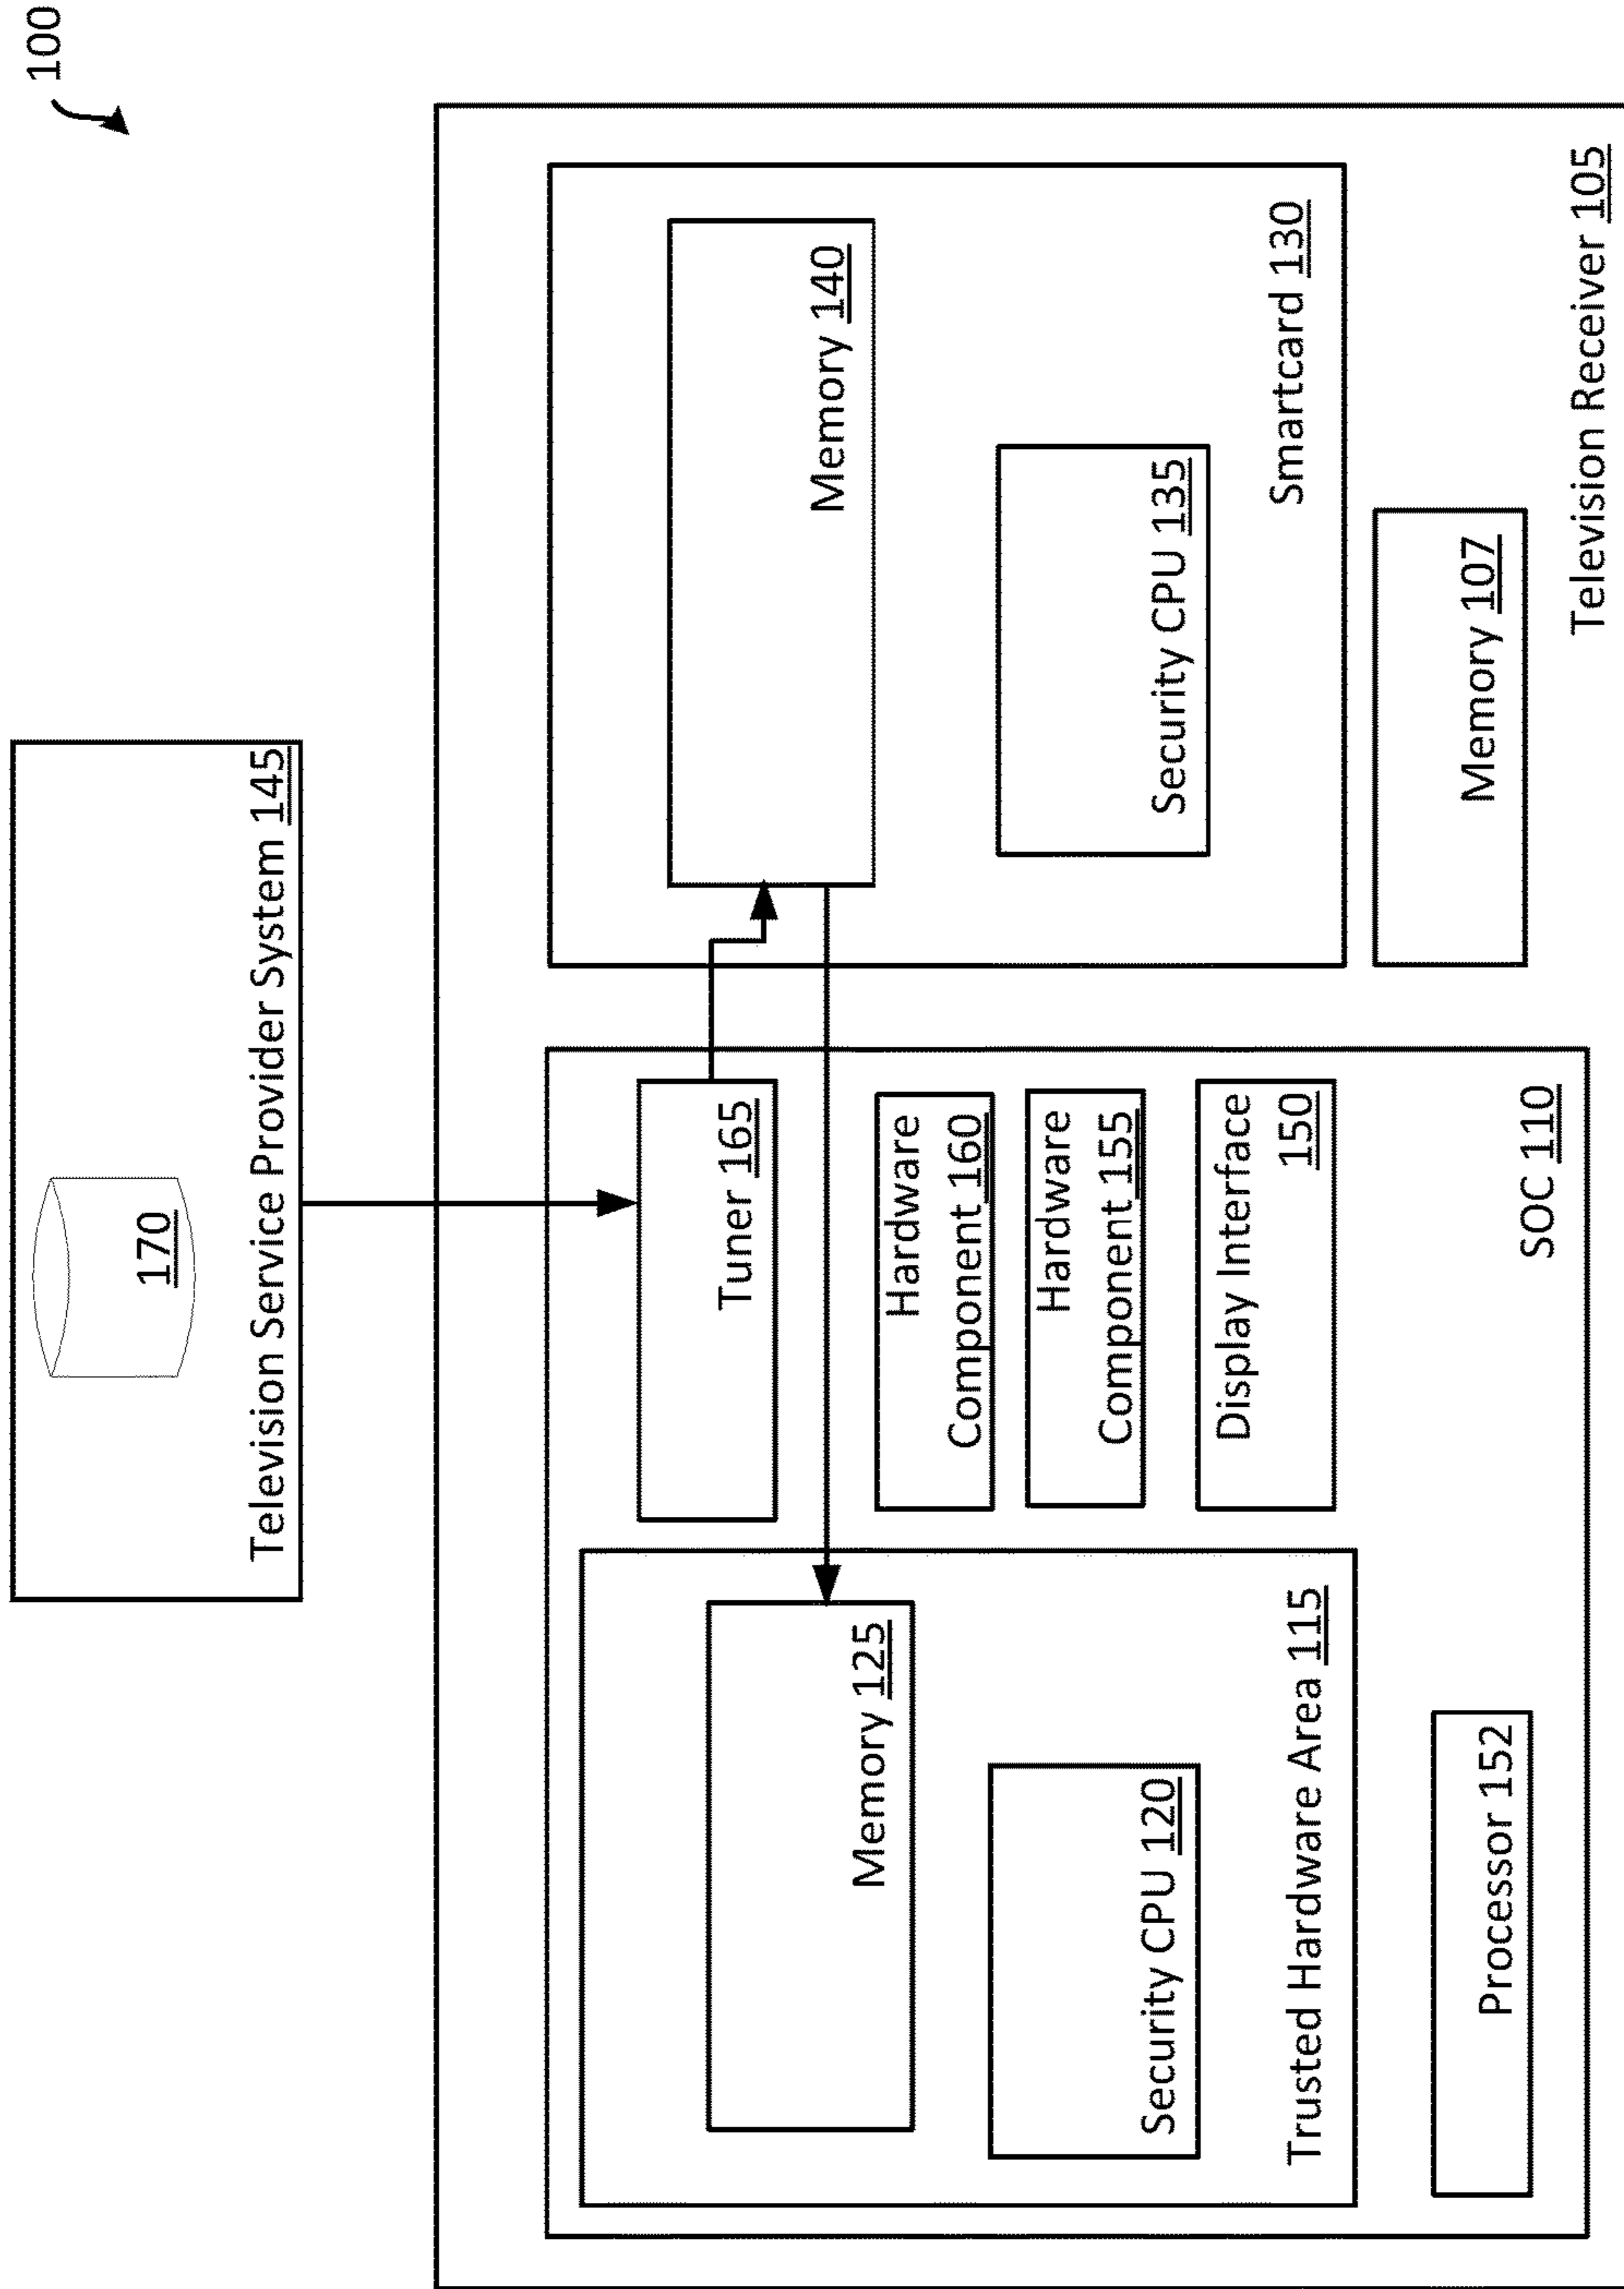 100
170
Television Service Provider System 145
Tuner 165
Memory 140
Memory 125
Hardware
Component 160
Hardware
Component 155
Security CPU 120
Security CPU 135
Display Interface
150
Trusted Hardware Area 115
Smartcard 130
Processor 152
SOC 110
Memory 107
Television Receiver 105